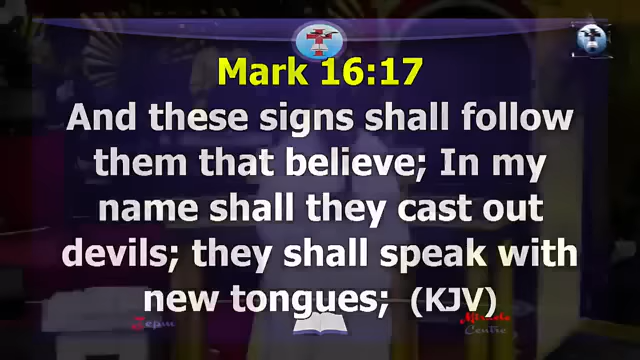 Mark 16:17
And these signs shall follow
them that believe; In my
name shall they cast out
devils; they shall speak with
new tongues; (KJV)
Centre